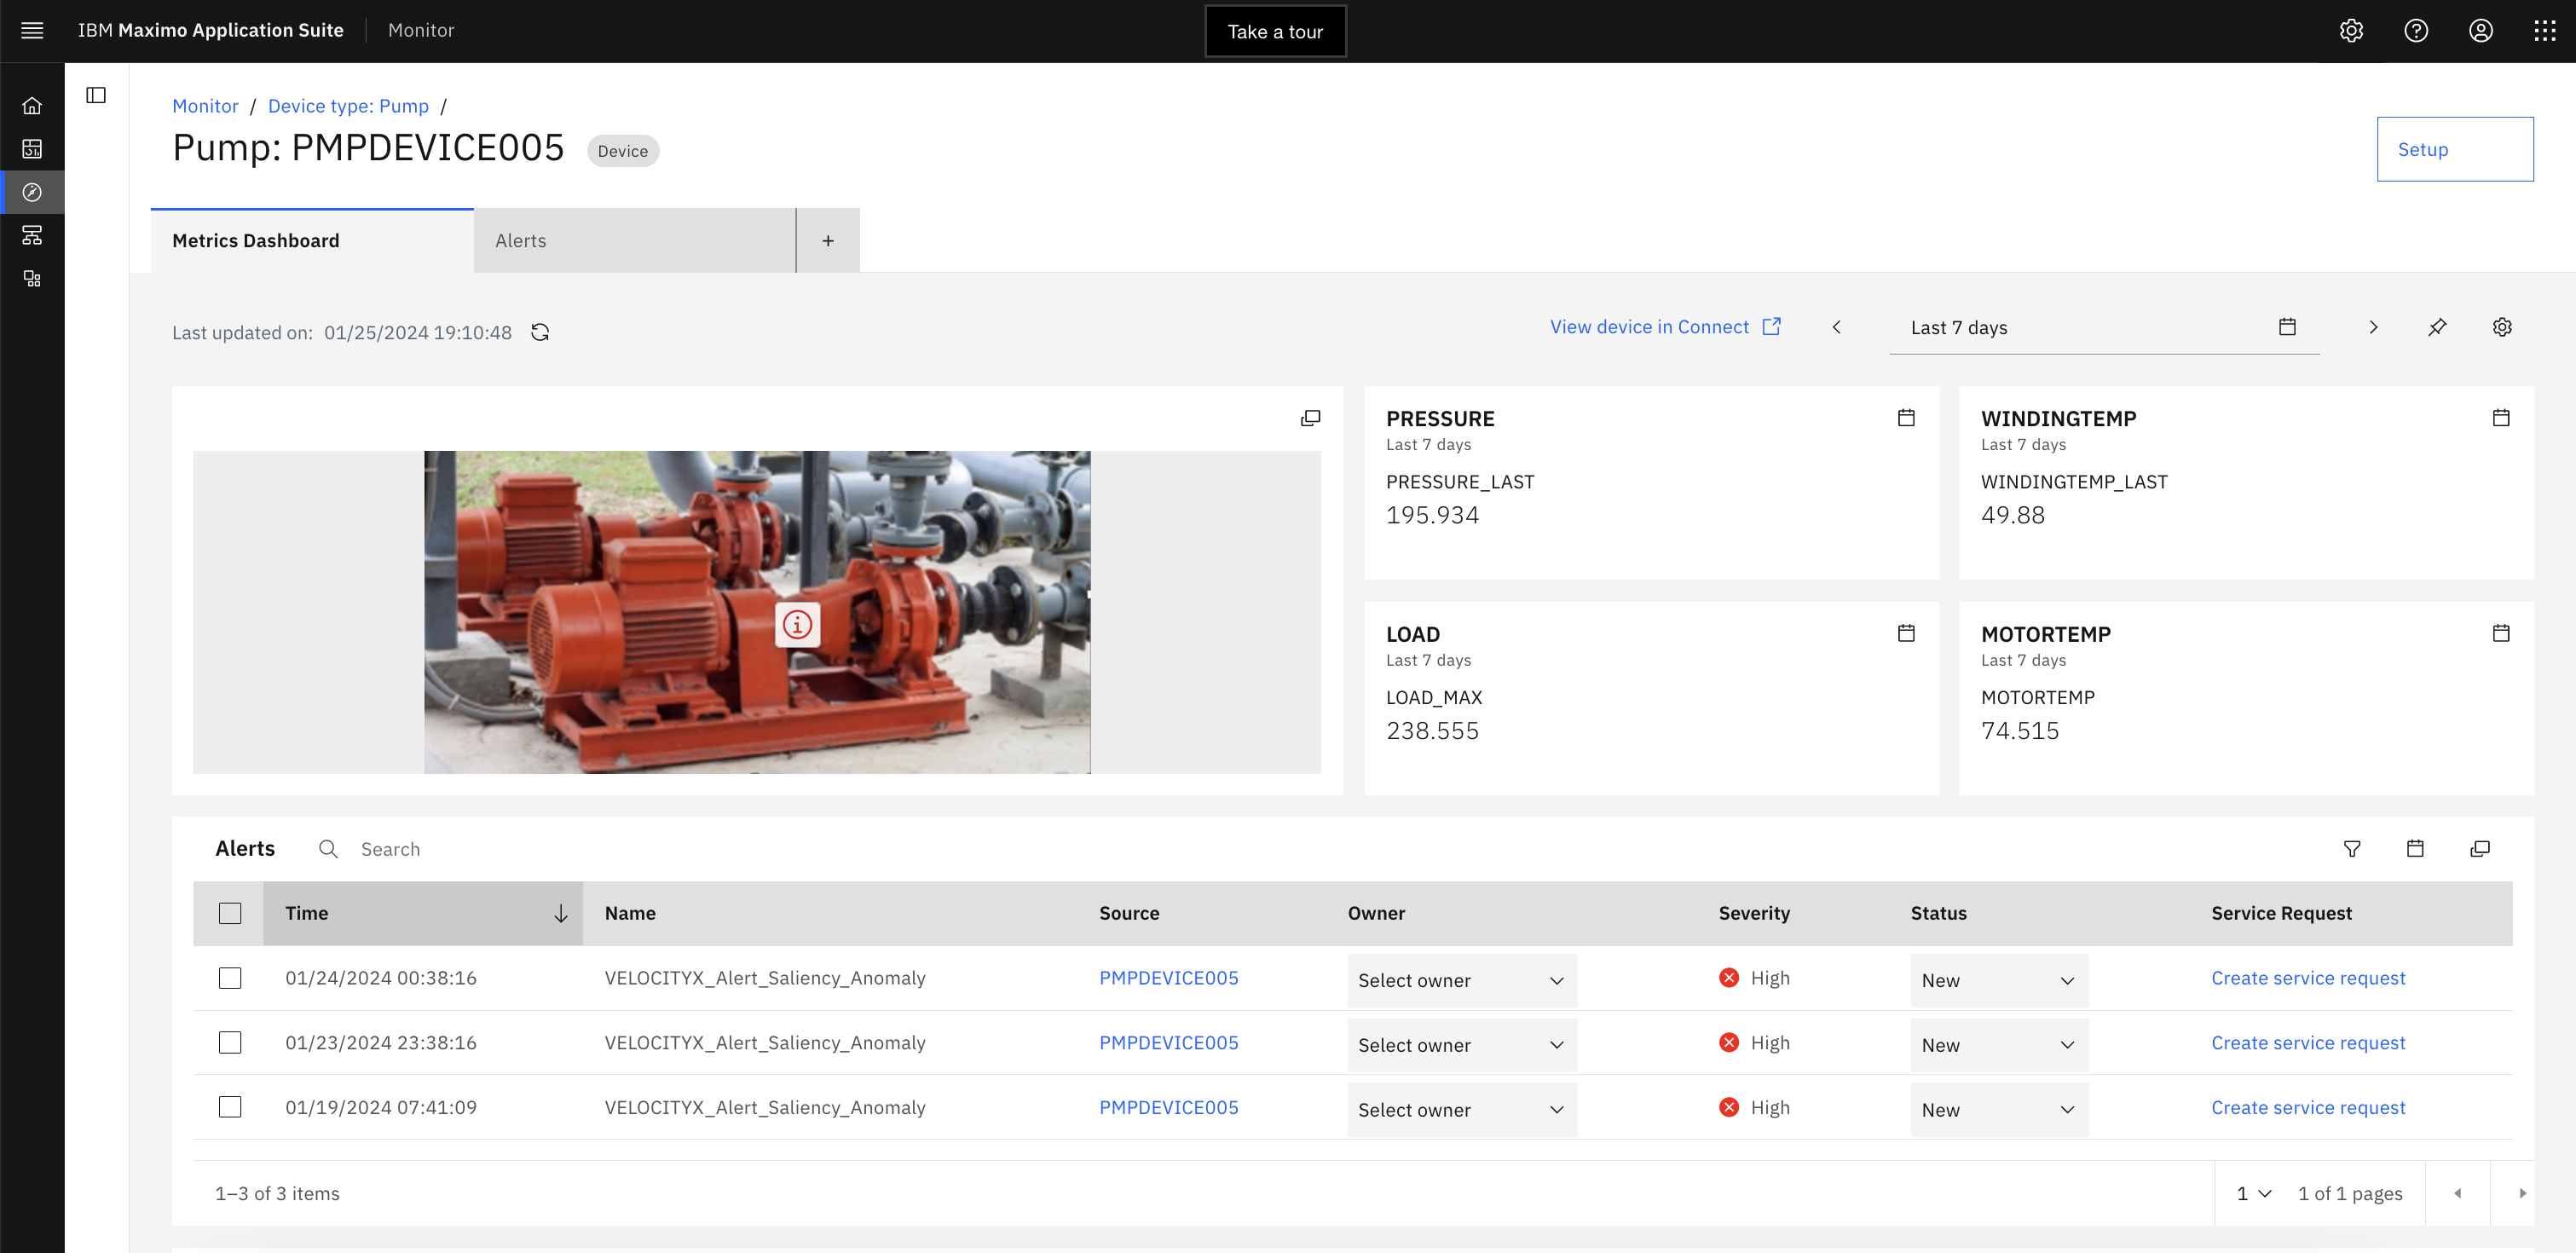 IBM Maximo Application Suite | Monitor
Take a tour
Monitor / Device type: Pump /
Pump: PMPDEVICE005 Device
Setup
Metrics Dashboard Alerts +
Last updated on: 01/25/2024 19:10:48
View device in Connect
Last 7 days
PRESSURE
Last 7 days
PRESSURE_LAST
195.934
WINDINGTEMP
Last 7 days
WINDINGTEMP_LAST
49.88
LOAD
Last 7 days
LOAD_MAX
238.555
MOTORTEMP
Last 7 days
MOTORTEMP
74.515
Alerts Search
Time Name Source Owner Severity Status Service Request
01/24/2024 00:38:16 VELOCITYX_Alert_Saliency_Anomaly PMPDEVICE005 Select owner High New Create service request
01/23/2024 23:38:16 VELOCITYX_Alert_Saliency_Anomaly PMPDEVICE005 Select owner High New Create service request
01/19/2024 07:41:09 VELOCITYX_Alert_Saliency_Anomaly PMPDEVICE005 Select owner High New Create service request
1–3 of 3 items 1 1 of 1 pages